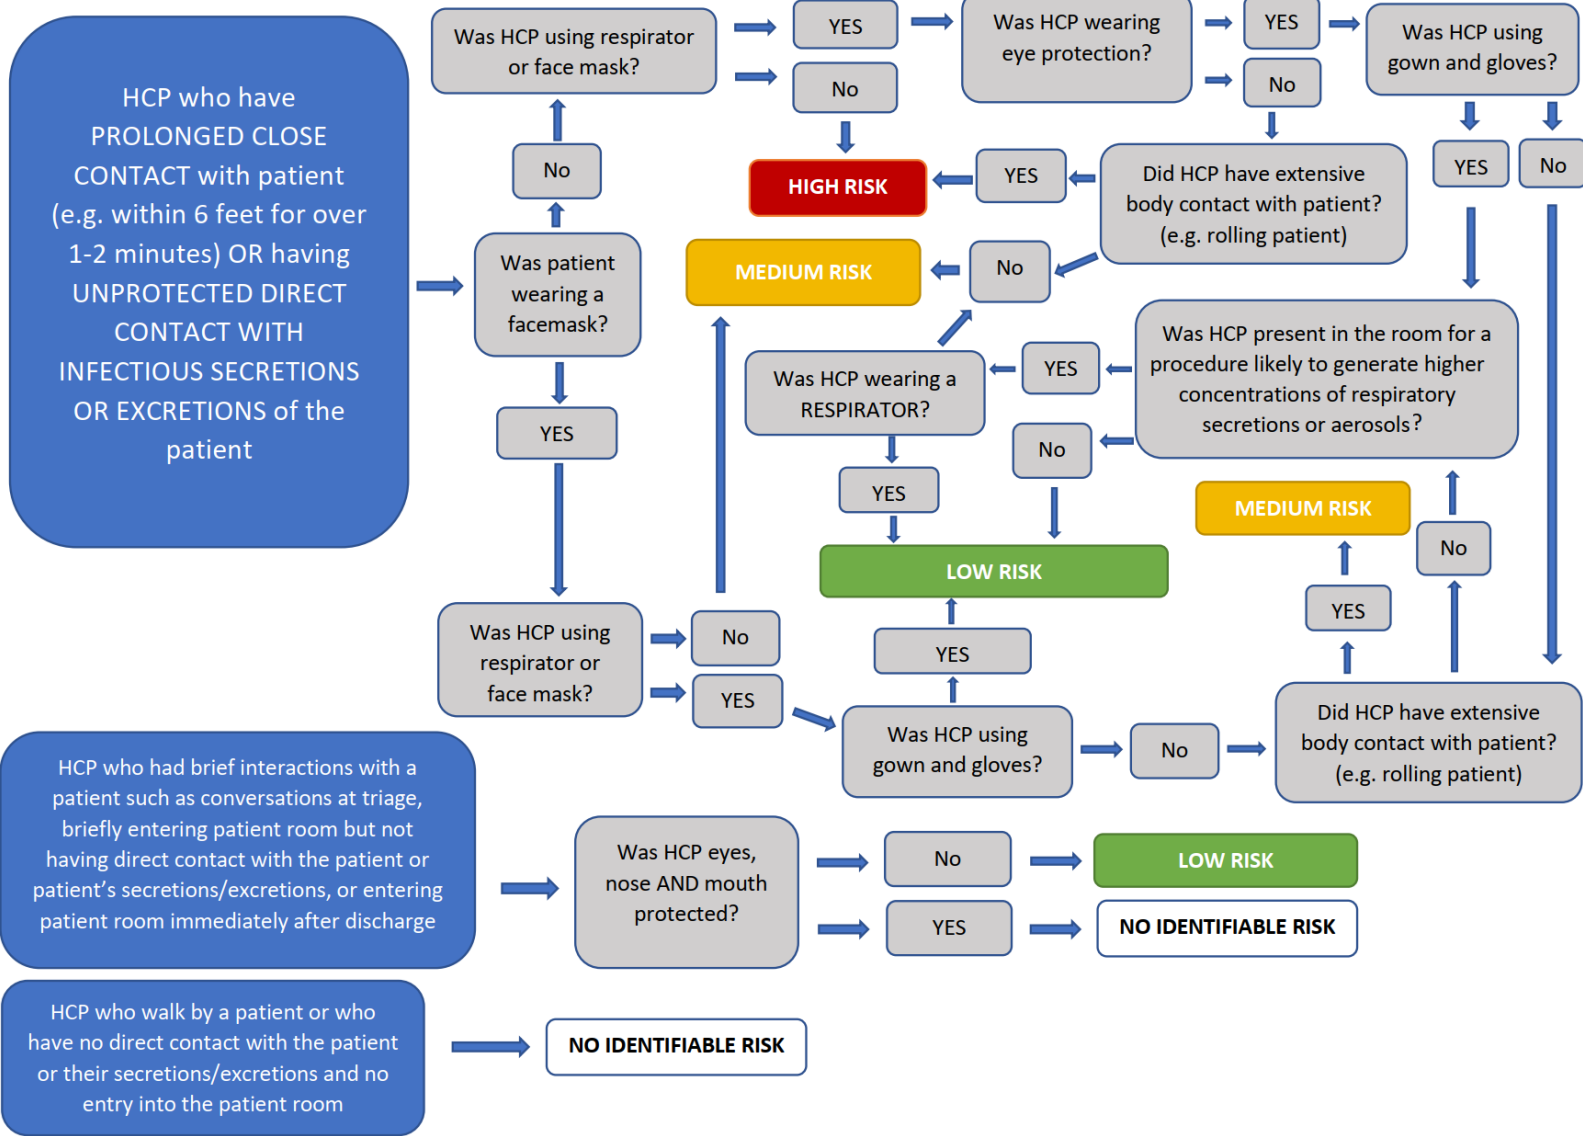 HCP who have
PROLONGED CLOSE
CONTACT with patient
(e.g. within 6 feet for over
1-2 minutes) OR having
UNPROTECTED DIRECT
CONTACT WITH
INFECTIOUS SECRETIONS
OR EXCRETIONS of the
patient
Was patient
wearing a
facemask?
No
YES
Was HCP using respirator
or face mask?
YES
No
Was HCP wearing
eye protection?
YES
No
Was HCP using
gown and gloves?
YES
No
HIGH RISK
YES
Did HCP have extensive
body contact with patient?
(e.g. rolling patient)
MEDIUM RISK
No
Was HCP present in the room for a
procedure likely to generate higher
concentrations of respiratory
secretions or aerosols?
YES
No
Was HCP wearing a
RESPIRATOR?
YES
LOW RISK
MEDIUM RISK
No
YES
Was HCP using
respirator or
face mask?
No
YES
YES
Was HCP using
gown and gloves?
No
Did HCP have extensive
body contact with patient?
(e.g. rolling patient)
HCP who had brief interactions with a
patient such as conversations at triage,
briefly entering patient room but not
having direct contact with the patient or
patient's secretions/excretions, or entering
patient room immediately after discharge
Was HCP eyes,
nose AND mouth
protected?
No
LOW RISK
YES
NO IDENTIFIABLE RISK
HCP who walk by a patient or who
have no direct contact with the patient
or their secretions/excretions and no
entry into the patient room
NO IDENTIFIABLE RISK